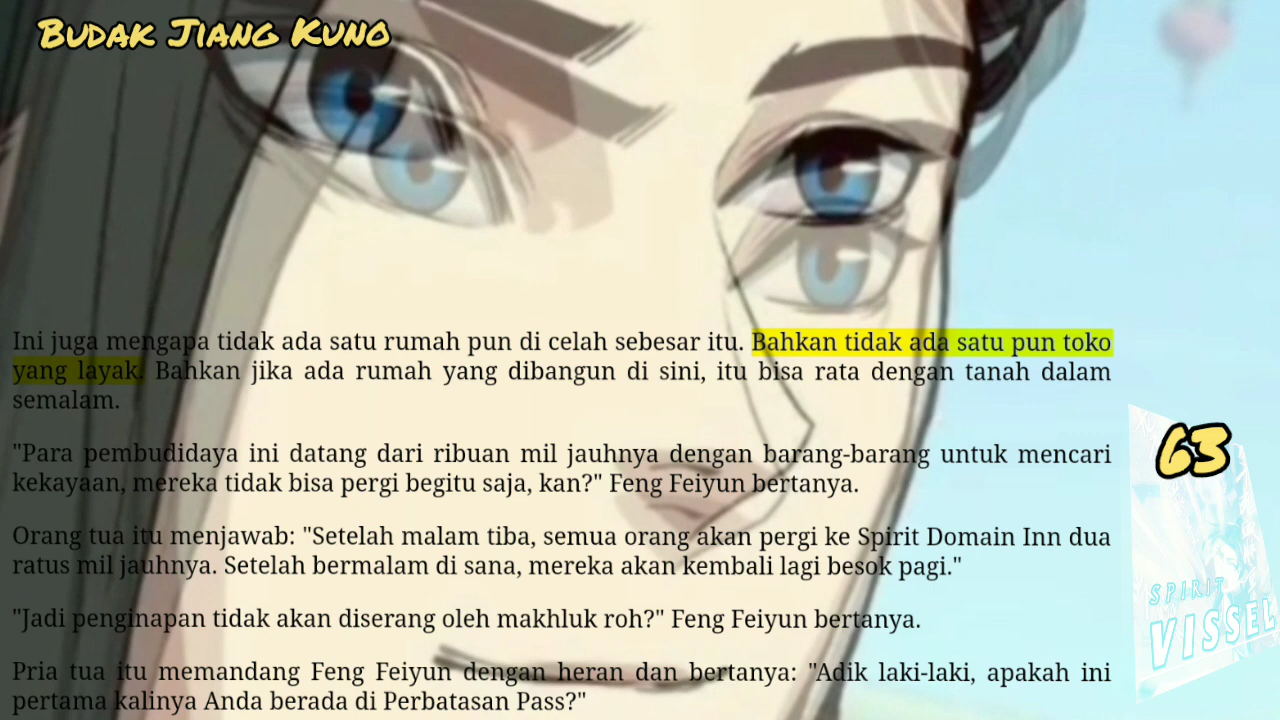 Budak Jiang Kuno
Ini juga mengapa tidak ada satu rumah pun di celah sebesar itu. Bahkan tidak ada satu pun toko
yang layak. Bahkan jika ada rumah yang dibangun di sini, itu bisa rata dengan tanah dalam
semalam.
"Para pembudidaya ini datang dari ribuan mil jauhnya dengan barang-barang untuk mencari
kekayaan, mereka tidak bisa pergi begitu saja, kan?" Feng Feiyun bertanya.
63
Orang tua itu menjawab: "Setelah malam tiba, semua orang akan pergi ke Spirit Domain Inn dua
ratus mil jauhnya. Setelah bermalam di sana, mereka akan kembali lagi besok pagi."
"Jadi penginapan tidak akan diserang oleh makhluk roh?" Feng Feiyun bertanya.
SPIRIT
VISSEL
Pria tua itu memandang Feng Feiyun dengan heran dan bertanya: "Adik laki-laki, apakah ini
pertama kalinya Anda berada di Perbatasan Pass?"